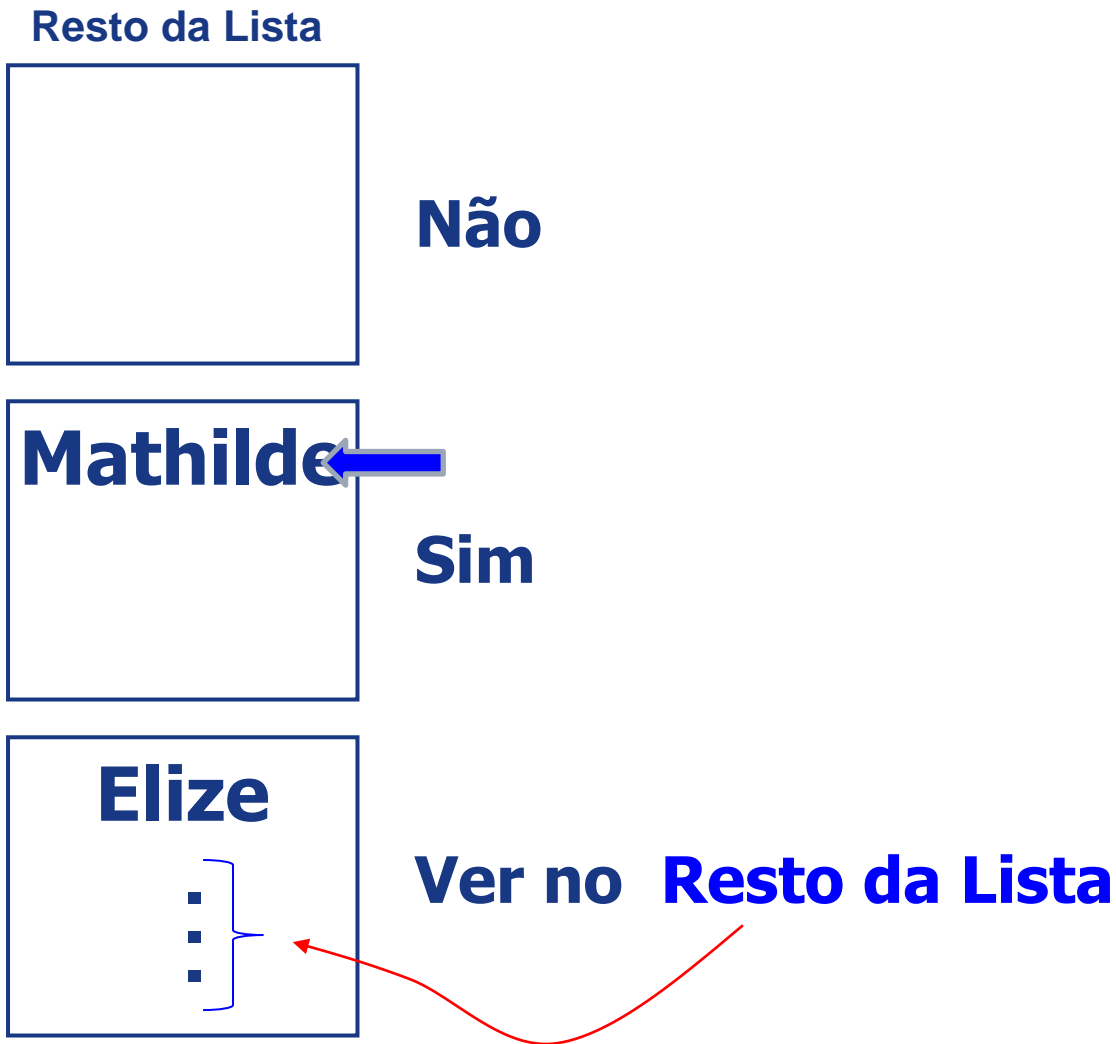 Resto da Lista
Não
Mathilde
Sim
Elize
Ver no Resto da Lista